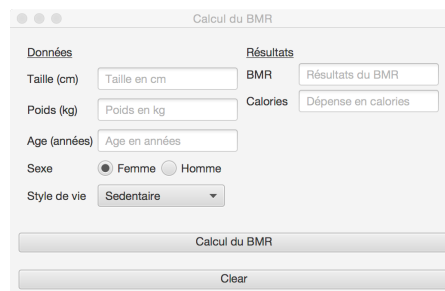 Calcul du BMR
Données
Taille (cm) Taille en cm
Poids (kg) Poids en kg
Age (années) Age en années
Sexe Femme Homme
Style de vie Sedentaire
Résultats
BMR Résultats du BMR
Calories Dépense en calories
Calcul du BMR
Clear